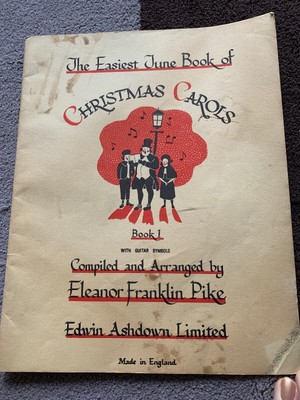 The Easiest Tune Book of
CHRISTMAS CAROLS
Book 1
WITH GUITAR SYMBOLS
Compiled and Arranged by
Eleanor Franklin Pike
Edwin Ashdown Limited
Made in England